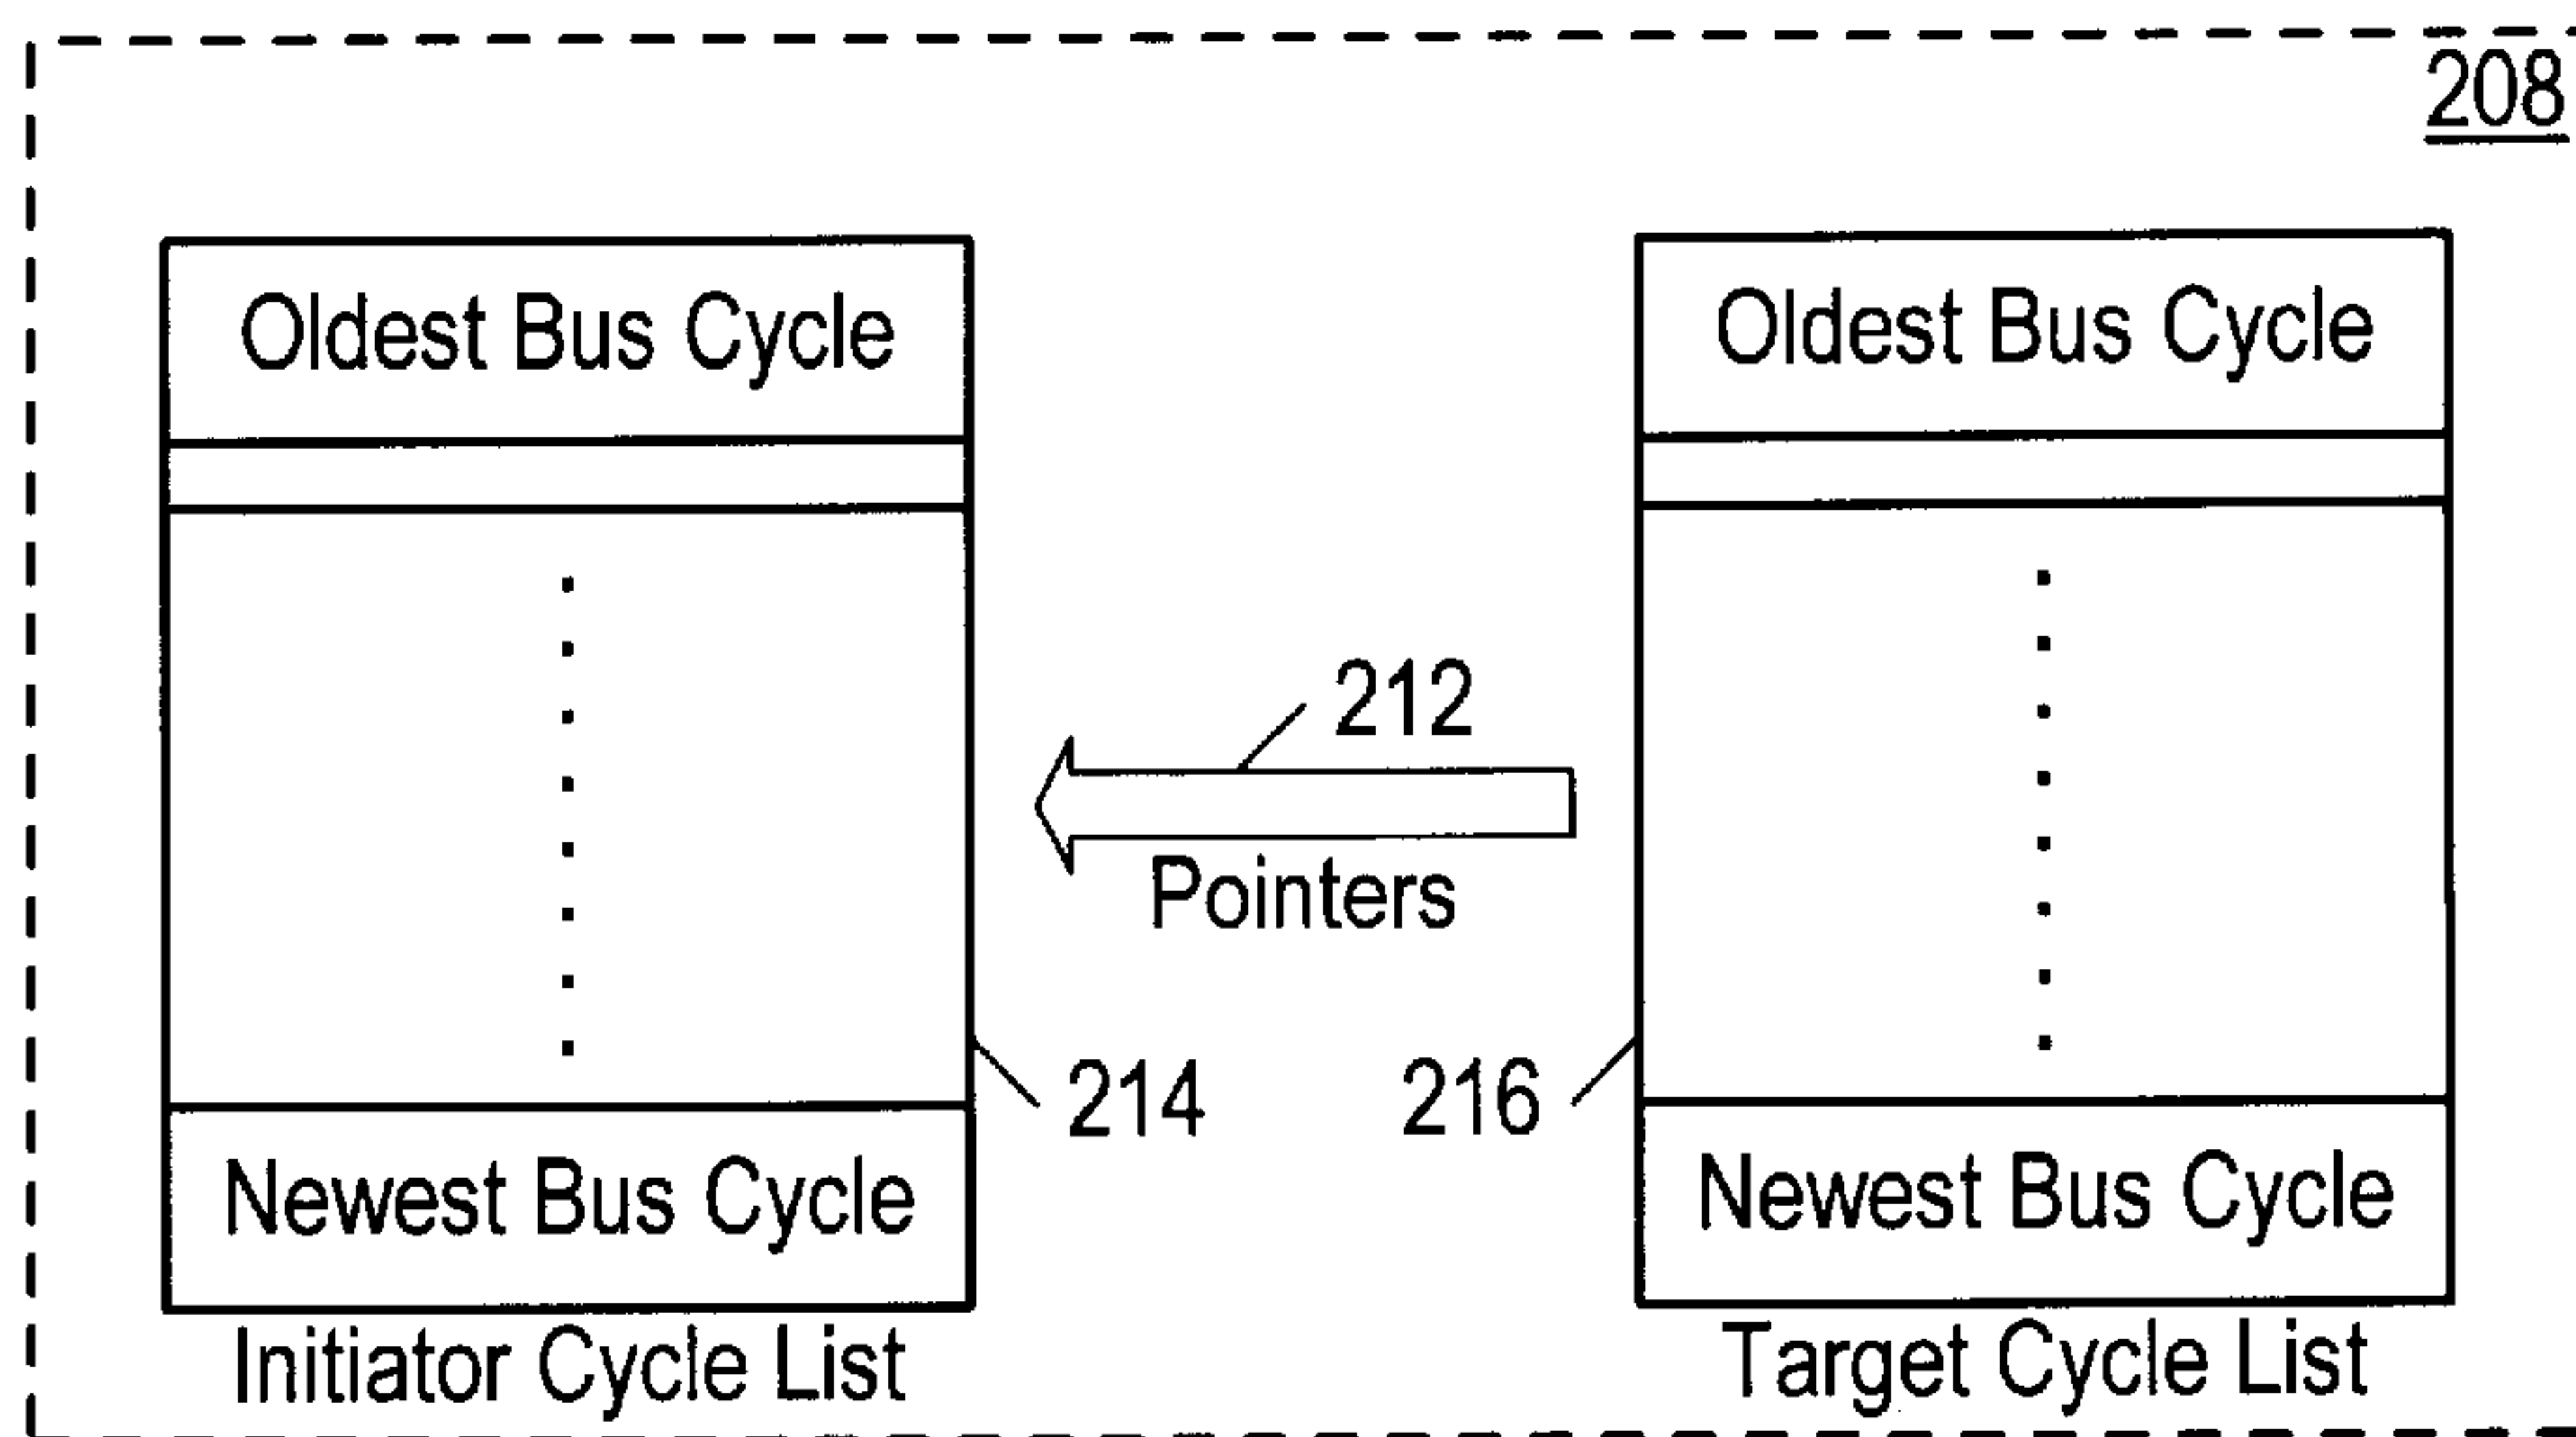 208
Oldest Bus Cycle
Oldest Bus Cycle
212
Pointers
214
216
Newest Bus Cycle
Newest Bus Cycle
Initiator Cycle List
Target Cycle List